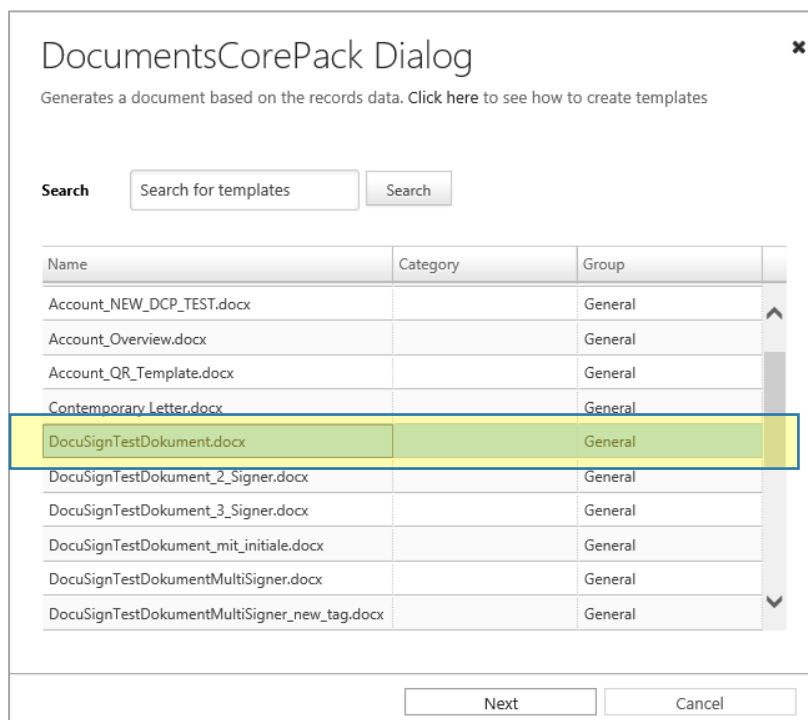 DocumentsCorePack Dialog
Generates a document based on the records data. Click here to see how to create templates
Search Search for templates Search
Name Category Group
Account_NEW_DCP_TEST.docx General
Account_Overview.docx General
Account_QR_Template.docx General
Contemporary Letter.docx General
DocuSignTestDokument.docx General
DocuSignTestDokument_2_Signer.docx General
DocuSignTestDokument_3_Signer.docx General
DocuSignTestDokument_mit_initiale.docx General
DocuSignTestDokumentMultiSigner.docx General
DocuSignTestDokumentMultiSigner_new_tag.docx General
Next Cancel